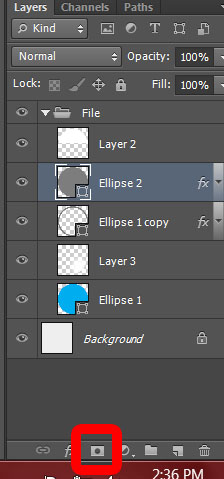 Layers Channels Paths
Kind
Normal Opacity: 100%
Lock: Fill: 100%
File
Layer 2
Ellipse 2 fx
Ellipse 1 copy fx
Layer 3
Ellipse 1
Background
fx
2:36 PM